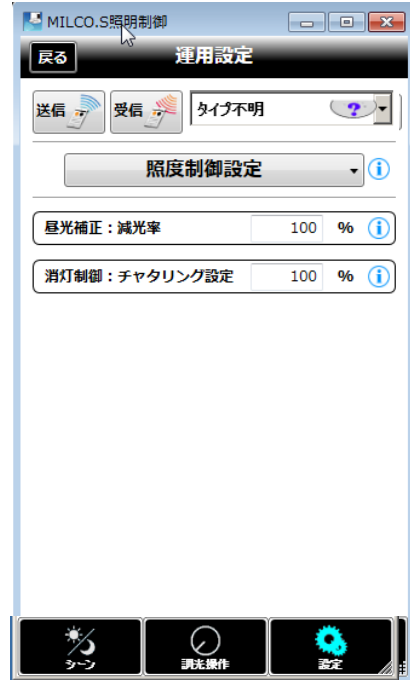 MILCO.S照明制御
戻る 運用設定
送信 受信 タイプ不明 ?
照度制御設定
昼光補正：減光率 100 %
消灯制御：チャタリング設定 100 %
シーン 調光操作 設定